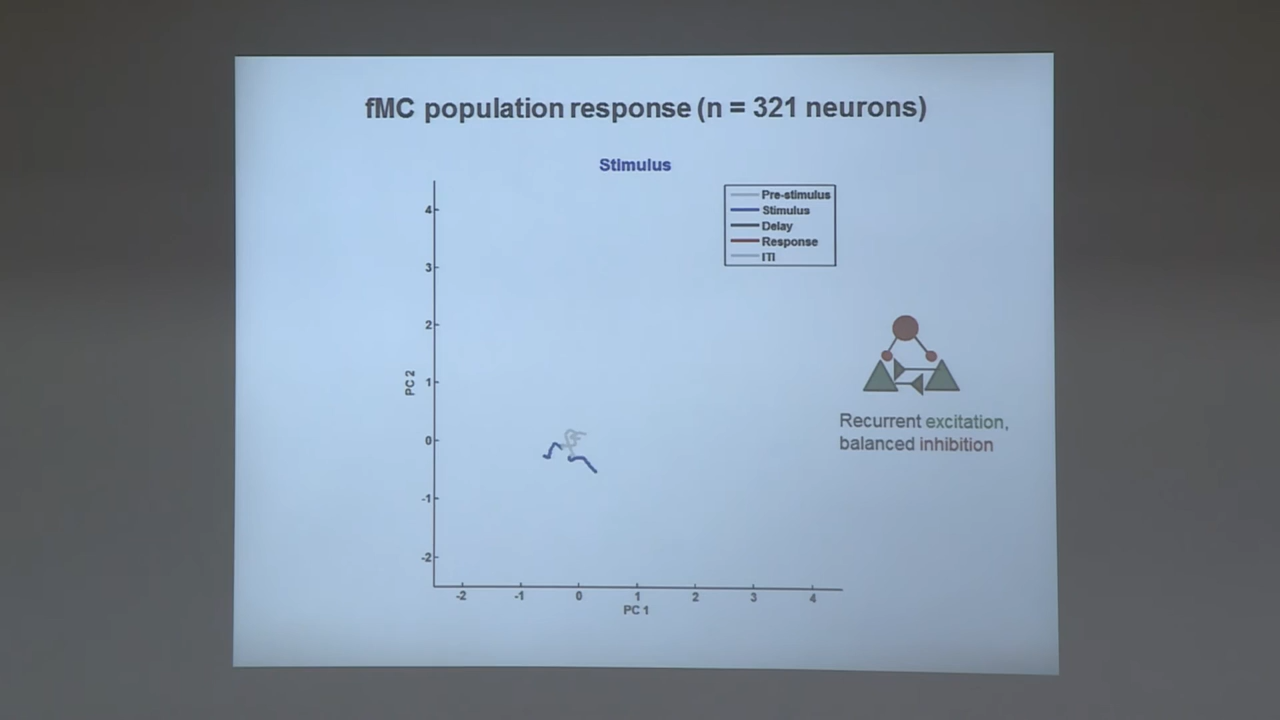 fMC population response (n = 321 neurons)
Stimulus
Pre-stimulus
Stimulus
Delay
Response
ITI
4
3
2
1
0
-1
-2
PC 2
-2 -1 0 1 2 3 4
PC 1
Recurrent excitation,
balanced inhibition